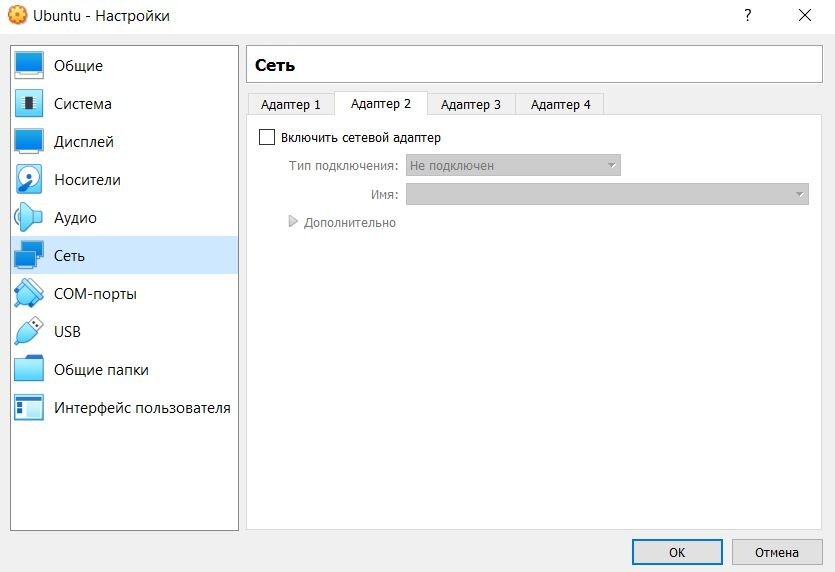 Ubuntu - Настройки
?
Общие
Система
Дисплей
Носители
Аудио
Сеть
COM-порты
USB
Общие папки
Интерфейс пользователя
Сеть
Адаптер 1 Адаптер 2 Адаптер 3 Адаптер 4
Включить сетевой адаптер
Тип подключения: Не подключен
Имя:
Дополнительно
OK Отмена